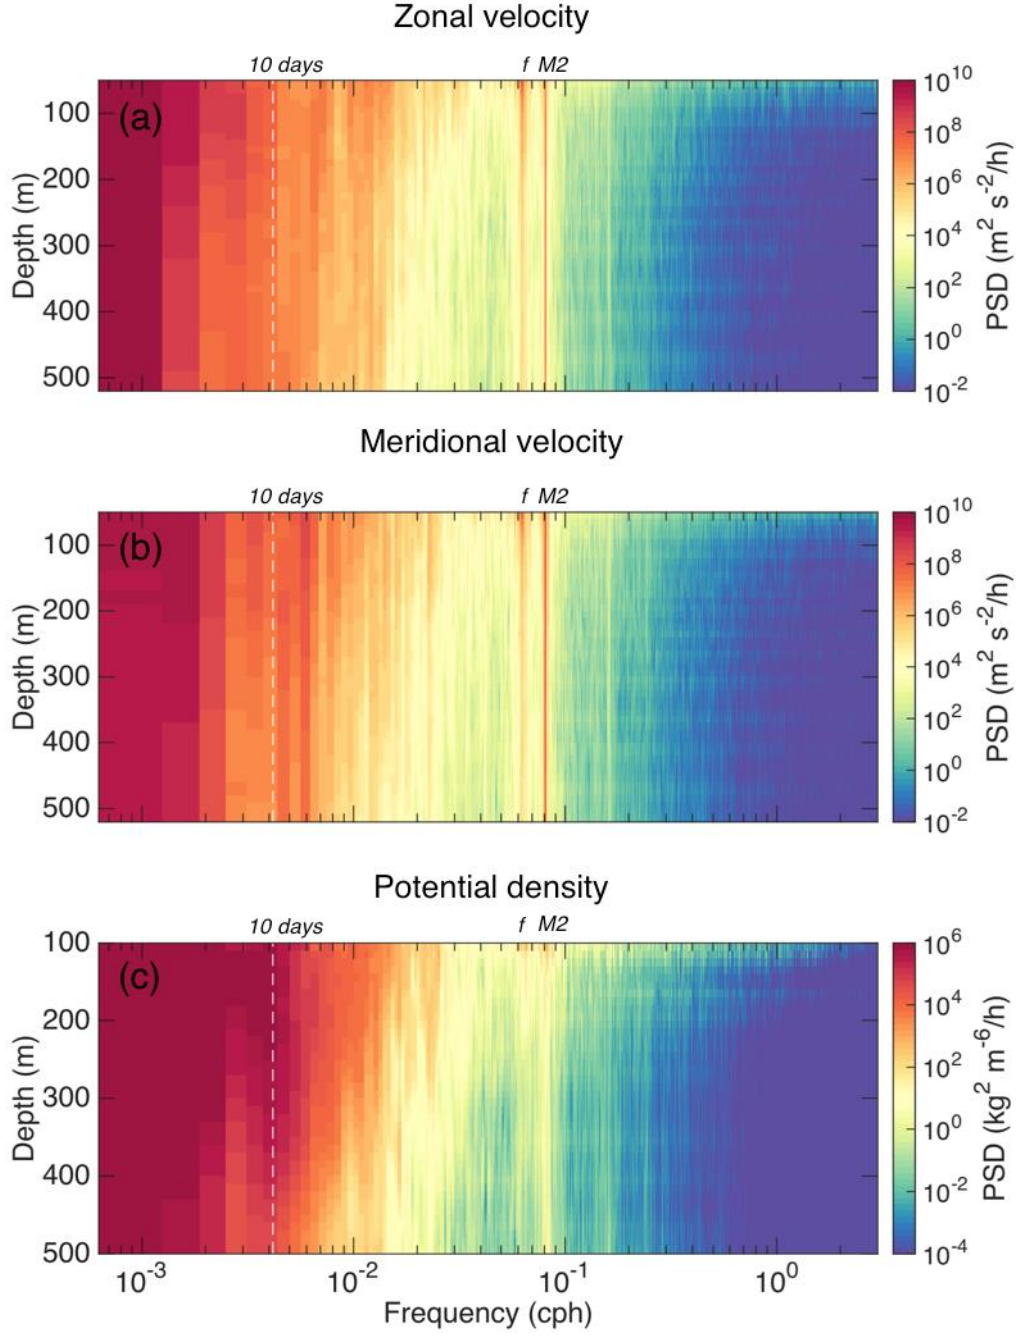 Zonal velocity
10 days f M2
(a)
100
200
300
400
500
Depth (m)
10^10
10^8
10^6
10^4
10^2
10^0
10^-2
PSD (m^2 s^-2/h)
Meridional velocity
10 days f M2
(b)
100
200
300
400
500
Depth (m)
10^10
10^8
10^6
10^4
10^2
10^0
10^-2
PSD (m^2 s^-2/h)
Potential density
10 days f M2
(c)
100
200
300
400
500
Depth (m)
10^6
10^4
10^2
10^0
10^-2
10^-4
PSD (kg^2 m^-6/h)
10^-3 10^-2 10^-1 10^0
Frequency (cph)